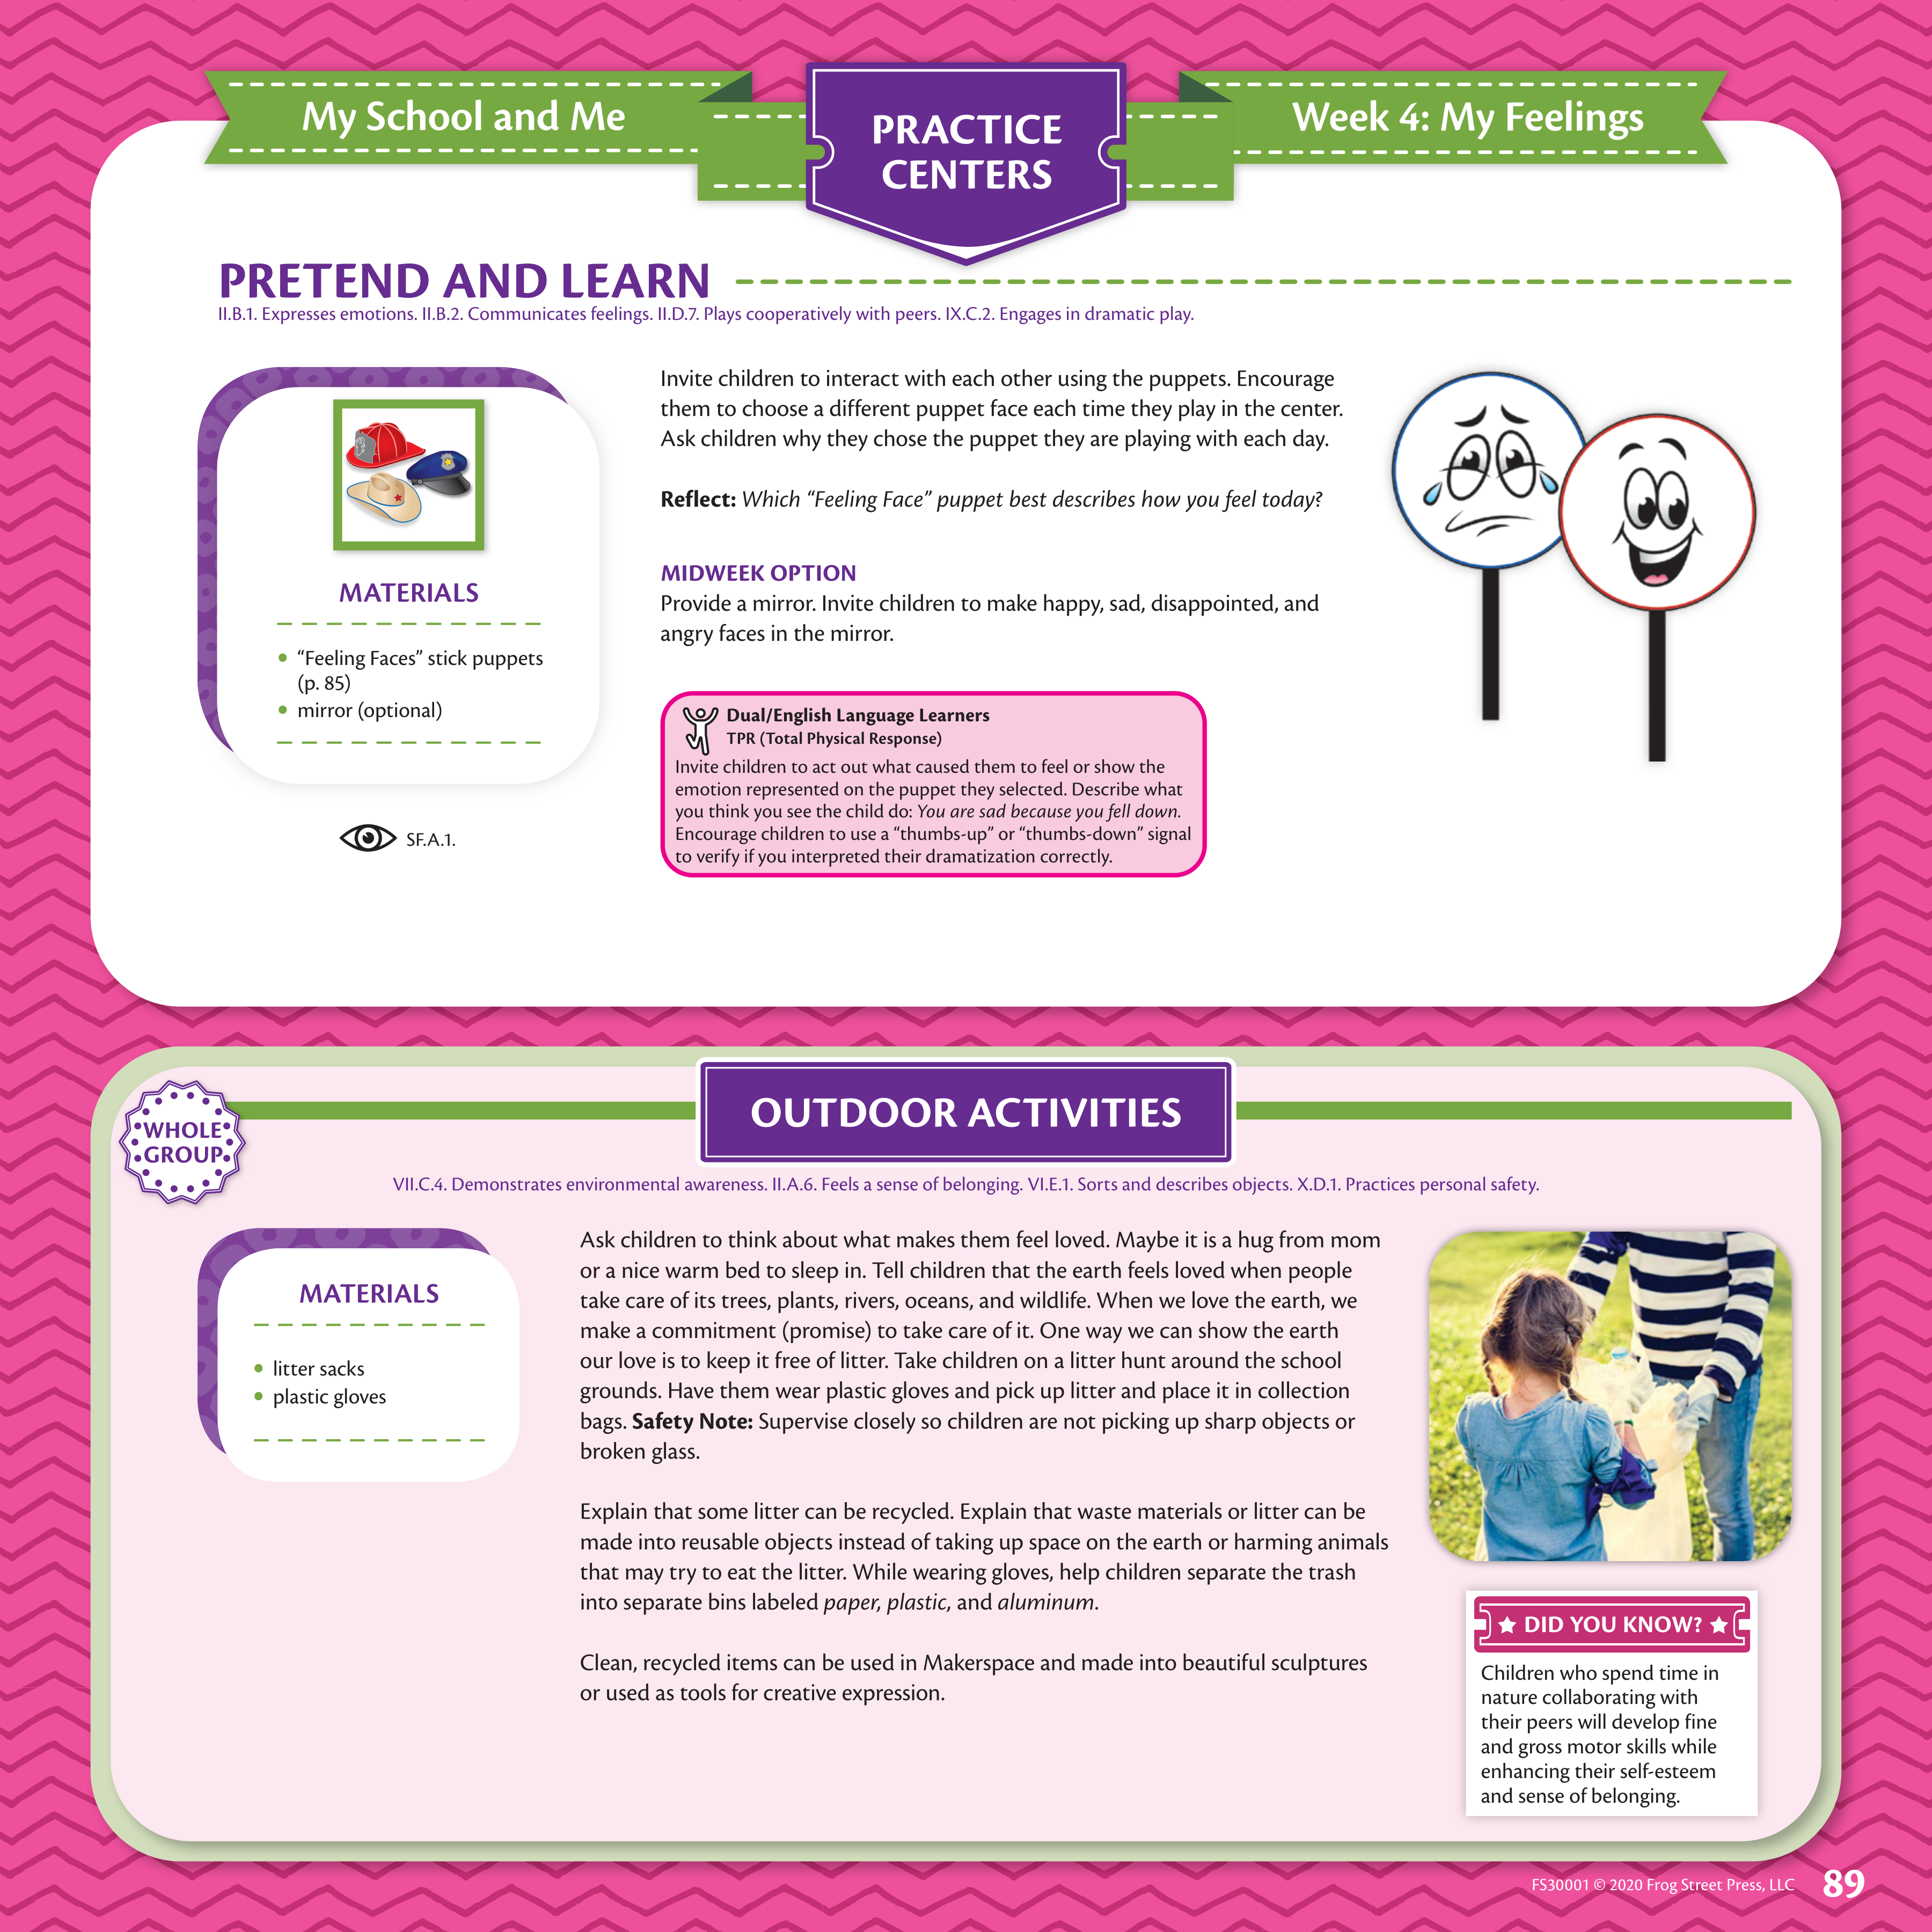 My School and Me
PRACTICE
CENTERS
Week 4: My Feelings
PRETEND AND LEARN
II.B.1. Expresses emotions. II.B.2. Communicates feelings. II.D.7. Plays cooperatively with peers. IX.C.2. Engages in dramatic play.
MATERIALS
• “Feeling Faces” stick puppets
(p. 85)
• mirror (optional)
SF.A.1.
Invite children to interact with each other using the puppets. Encourage
them to choose a different puppet face each time they play in the center.
Ask children why they chose the puppet they are playing with each day.
Reflect: Which “Feeling Face” puppet best describes how you feel today?
MIDWEEK OPTION
Provide a mirror. Invite children to make happy, sad, disappointed, and
angry faces in the mirror.
Dual/English Language Learners
TPR (Total Physical Response)
Invite children to act out what caused them to feel or show the
emotion represented on the puppet they selected. Describe what
you think you see the child do: You are sad because you fell down.
Encourage children to use a “thumbs-up” or “thumbs-down” signal
to verify if you interpreted their dramatization correctly.
WHOLE
GROUP
OUTDOOR ACTIVITIES
VII.C.4. Demonstrates environmental awareness. II.A.6. Feels a sense of belonging. VI.E.1. Sorts and describes objects. X.D.1. Practices personal safety.
MATERIALS
• litter sacks
• plastic gloves
Ask children to think about what makes them feel loved. Maybe it is a hug from mom
or a nice warm bed to sleep in. Tell children that the earth feels loved when people
take care of its trees, plants, rivers, oceans, and wildlife. When we love the earth, we
make a commitment (promise) to take care of it. One way we can show the earth
our love is to keep it free of litter. Take children on a litter hunt around the school
grounds. Have them wear plastic gloves and pick up litter and place it in collection
bags. Safety Note: Supervise closely so children are not picking up sharp objects or
broken glass.
Explain that some litter can be recycled. Explain that waste materials or litter can be
made into reusable objects instead of taking up space on the earth or harming animals
that may try to eat the litter. While wearing gloves, help children separate the trash
into separate bins labeled paper, plastic, and aluminum.
Clean, recycled items can be used in Makerspace and made into beautiful sculptures
or used as tools for creative expression.
DID YOU KNOW?
Children who spend time in
nature collaborating with
their peers will develop fine
and gross motor skills while
enhancing their self-esteem
and sense of belonging.
FS30001 © 2020 Frog Street Press, LLC
89